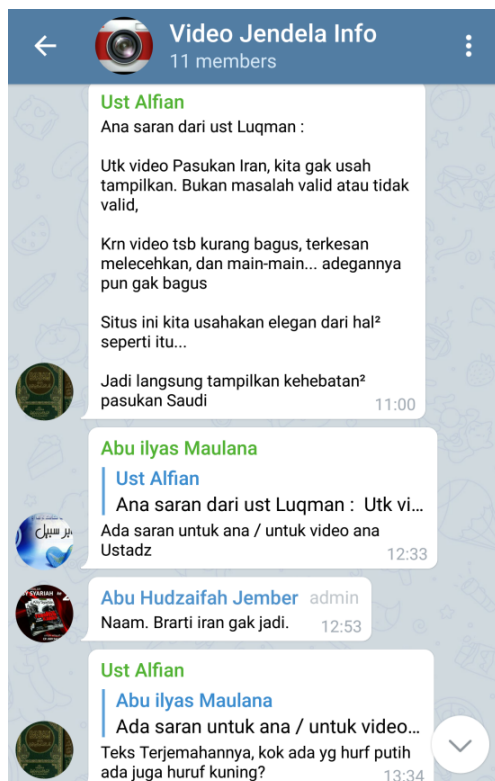 Video Jendela Info
11 members
Ust Alfian
Ana saran dari ust Luqman :
Utk video Pasukan Iran, kita gak usah
tampilkan. Bukan masalah valid atau tidak
valid,
Krn video tsb kurang bagus, terkesan
melecehkan, dan main-main... adegannya
pun gak bagus
Situs ini kita usahakan elegan dari hal²
seperti itu...
Jadi langsung tampilkan kehebatan²
pasukan Saudi
11:00
Abu ilyas Maulana
Ust Alfian
Ana saran dari ust Luqman : Utk vi...
Ada saran untuk ana / untuk video ana
Ustadz
12:33
Abu Hudzaifah Jember admin
Naam. Brarti iran gak jadi.
12:53
Ust Alfian
Abu ilyas Maulana
Ada saran untuk ana / untuk video...
Teks Terjemahannya, kok ada yg hurf putih
ada juga huruf kuning?
13:34